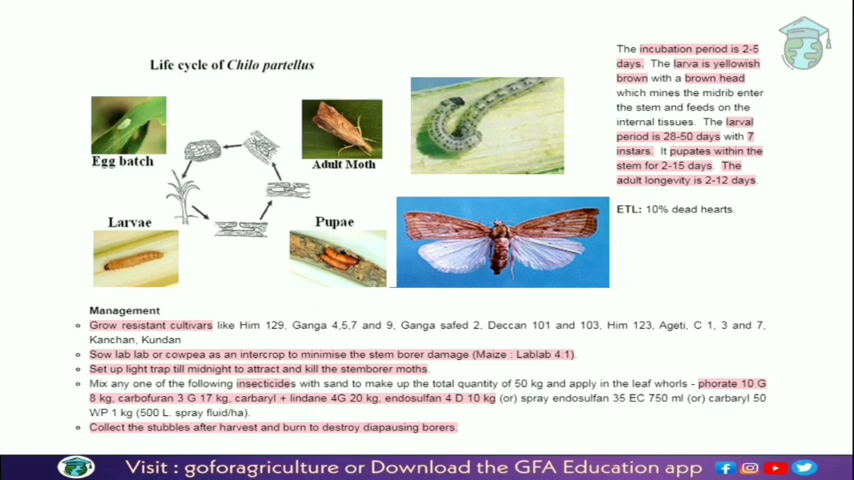 Life cycle of Chilo partellus
Egg batch
Adult Moth
Larvae
Pupae
The incubation period is 2-5
days. The larva is yellowish
brown with a brown head
which mines the midrib enter
the stem and feeds on the
internal tissues. The larval
period is 28-50 days with 7
instars. It pupates within the
stem for 2-15 days. The
adult longevity is 2-12 days.
ETL: 10% dead hearts.
Management
Grow resistant cultivars like Him 129, Ganga 4,5,7 and 9, Ganga safed 2, Deccan 101 and 103, Him 123, Ageti, C 1, 3 and 7,
Kanchan, Kundan
Sow lab lab or cowpea as an intercrop to minimise the stem borer damage (Maize : Lablab 4:1).
Set up light trap till midnight to attract and kill the stemborer moths.
Mix any one of the following insecticides with sand to make up the total quantity of 50 kg and apply in the leaf whorls - phorate 10 G
8 kg, carbofuran 3 G 17 kg, carbaryl + lindane 4G 20 kg, endosulfan 4 D 10 kg (or) spray endosulfan 35 EC 750 ml (or) carbaryl 50
WP 1 kg (500 L. spray fluid/ha).
Collect the stubbles after harvest and burn to destroy diapausing borers.
Visit : goforagriculture or Download the GFA Education app